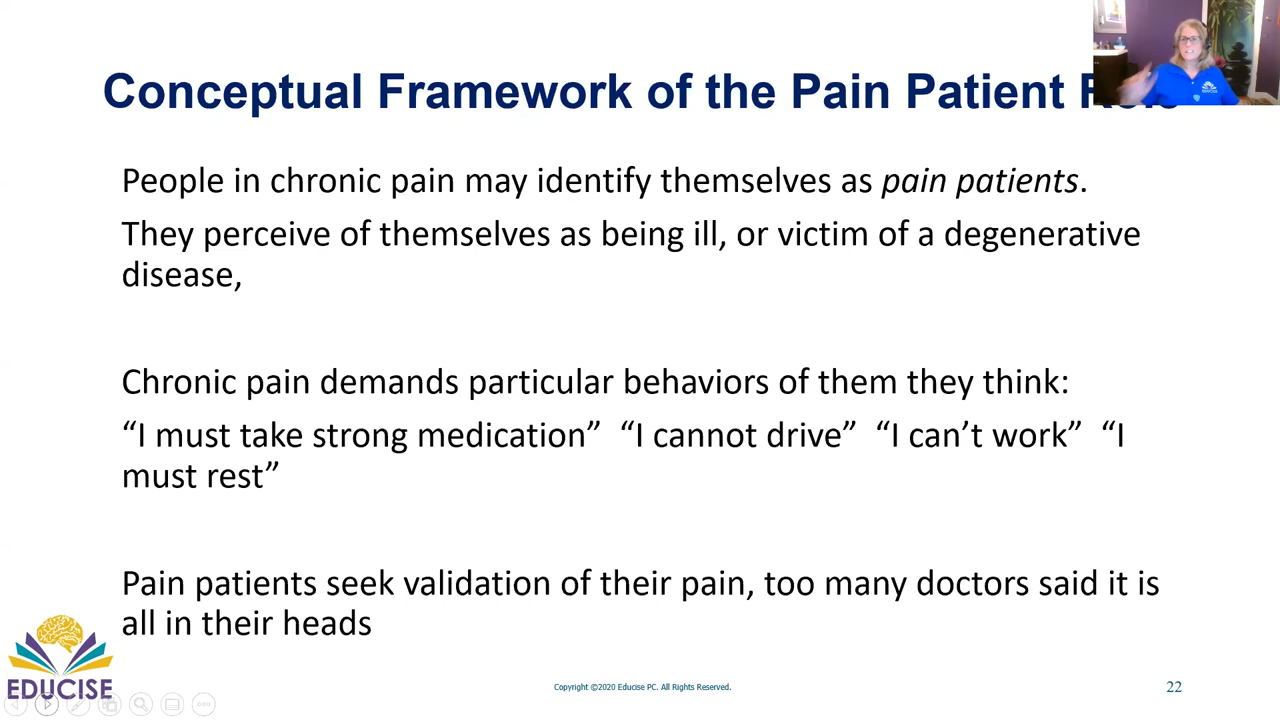 Conceptual Framework of the Pain Patient
People in chronic pain may identify themselves as pain patients.
They perceive of themselves as being ill, or victim of a degenerative
disease,
Chronic pain demands particular behaviors of them they think:
“I must take strong medication”  “I cannot drive”  “I can’t work”  “I
must rest”
Pain patients seek validation of their pain, too many doctors said it is
all in their heads
EDUCISE
Copyright ©2020 Educise PC. All Rights Reserved.
22